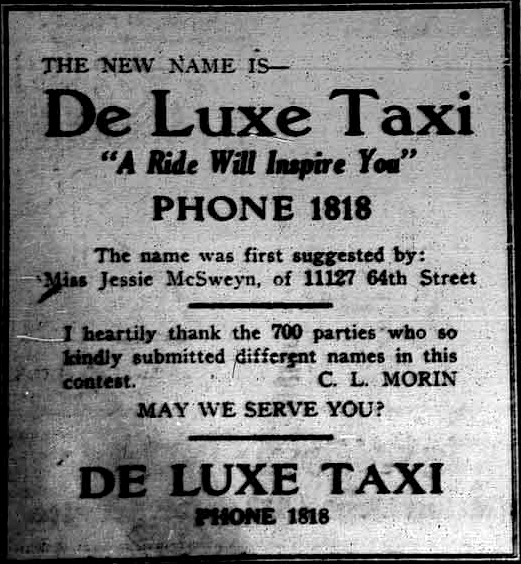 THE NEW NAME IS—
De Luxe Taxi
"A Ride Will Inspire You"
PHONE 1818
The name was first suggested by:
Miss Jessie McSweyn, of 11127 64th Street
I heartily thank the 700 parties who so
kindly submitted different names in this
contest. C. L. MORIN
MAY WE SERVE YOU?
DE LUXE TAXI
PHONE 1818